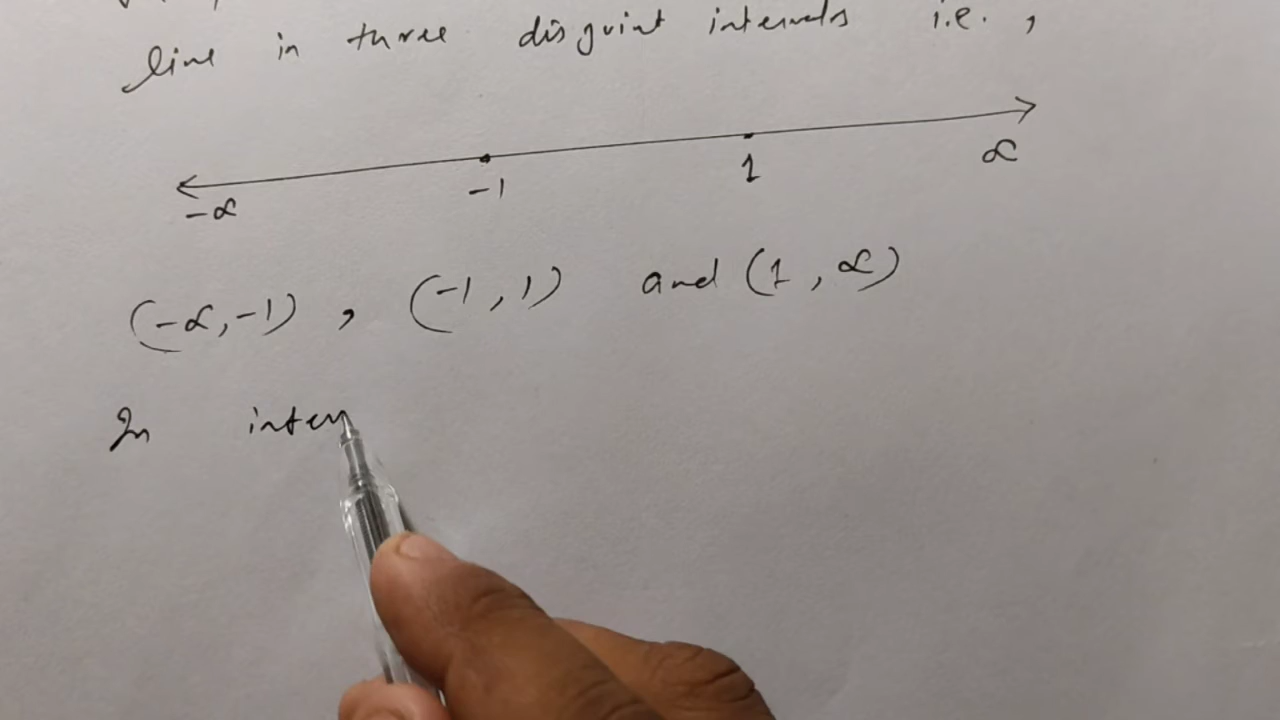 line in three disjoint intervals i.e. ,
-∝ -1 1 ∝
(-∝,-1) , (-1,1) and (1,∝)
In inter